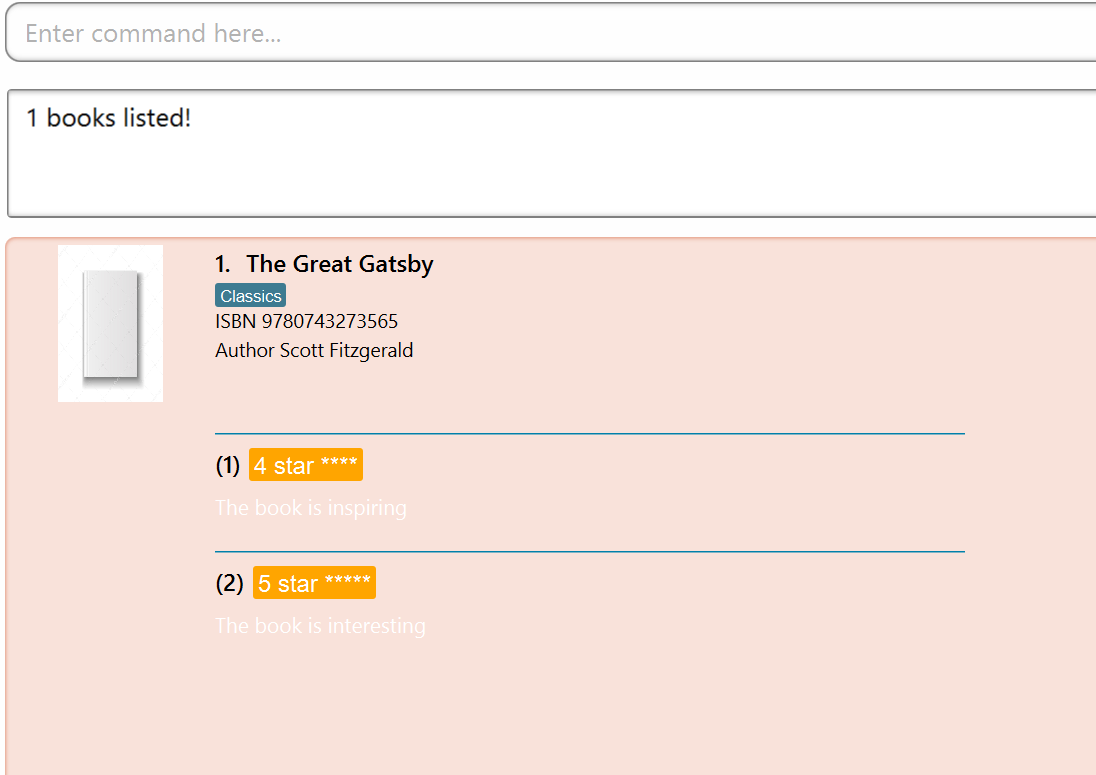 Enter command here...
1 books listed!
1. The Great Gatsby
Classics
ISBN 9780743273565
Author Scott Fitzgerald
(1) 4 star ****
The book is inspiring
(2) 5 star *****
The book is interesting